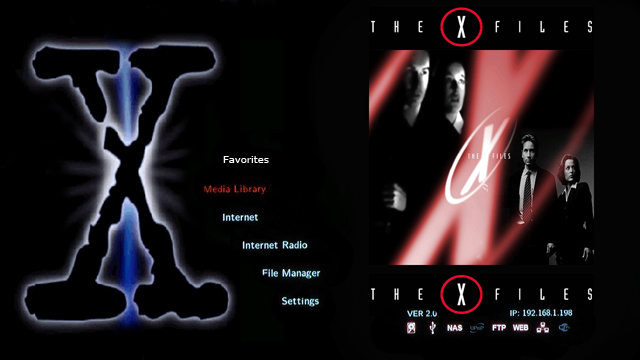 THE X FILES
Favorites
Media Library
Internet
Internet Radio
File Manager
Settings
THE X FILES
THE X FILES
VER 2.0 IP: 192.168.1.198
NAS UPnP FTP WEB